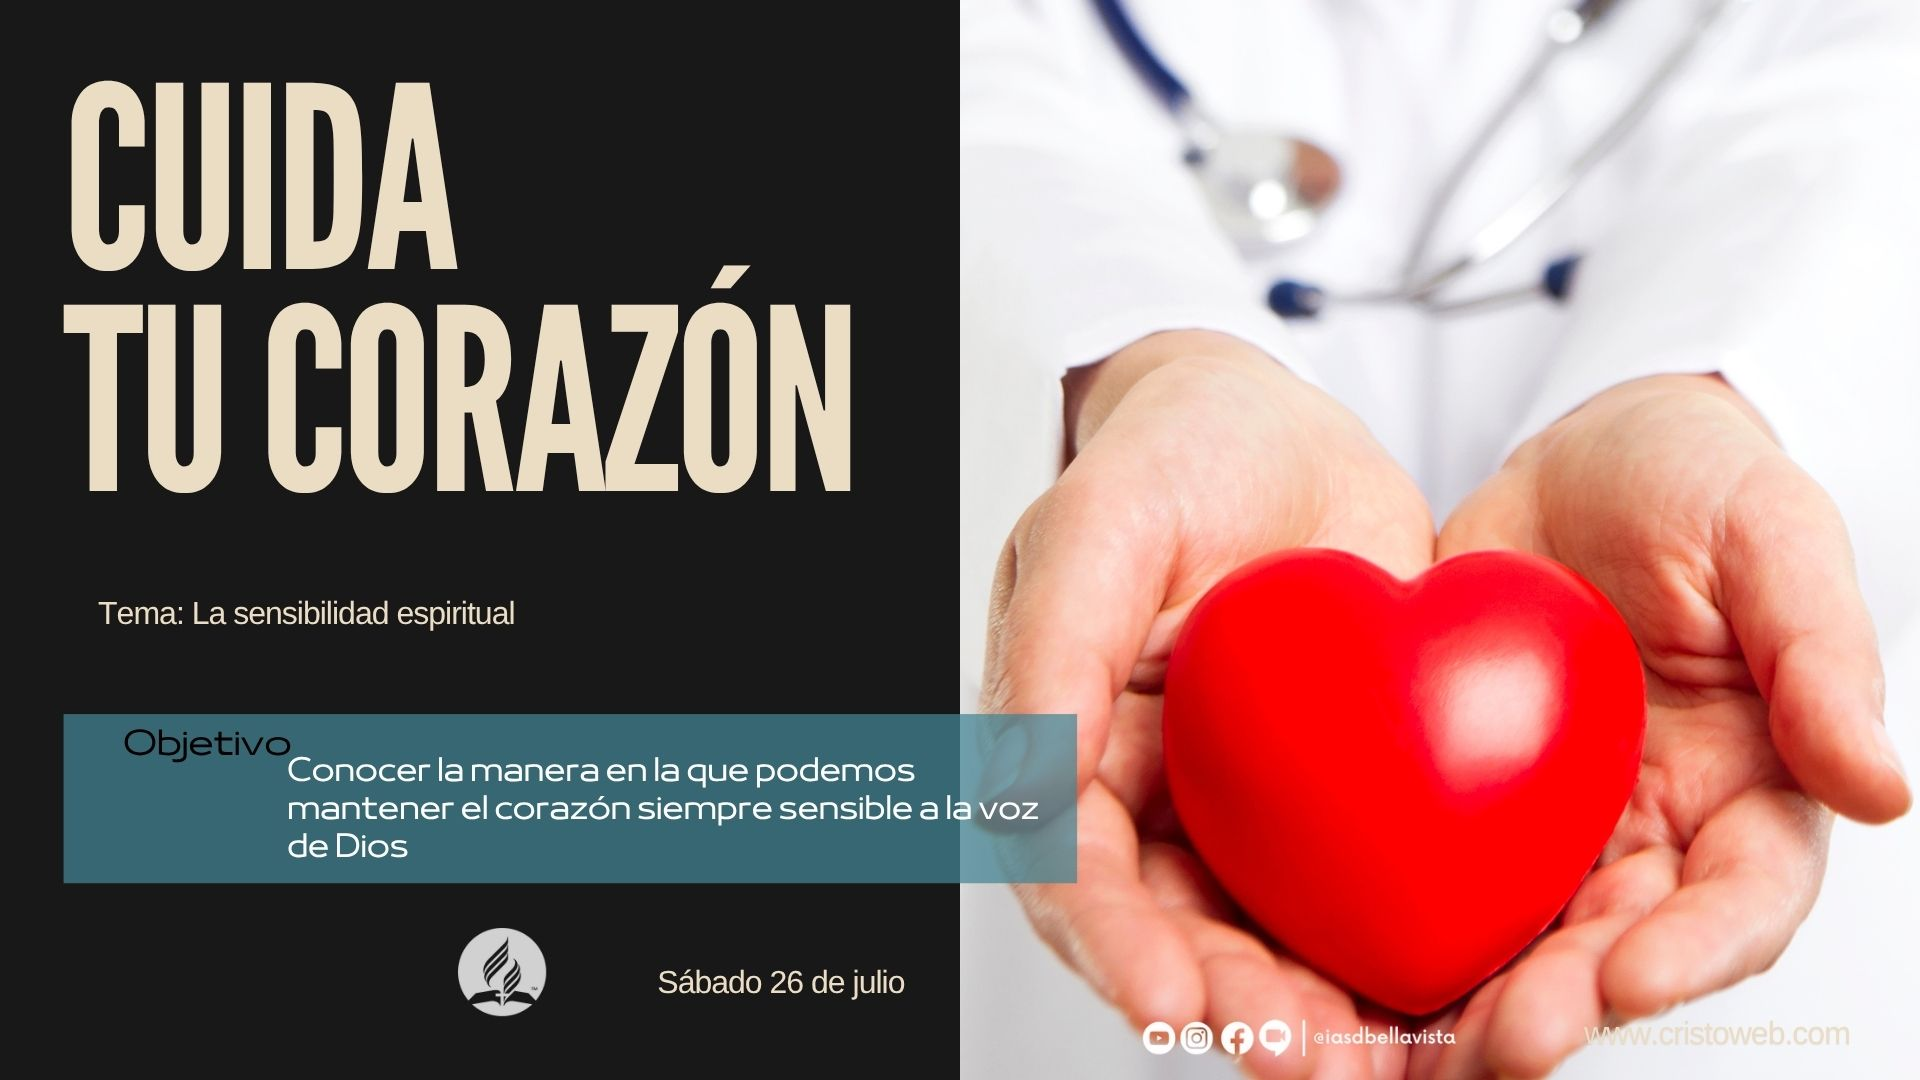 CUIDA
TU CORAZÓN
Tema: La sensibilidad espiritual
Objetivo
Conocer la manera en la que podemos
mantener el corazón siempre sensible a la voz
de Dios
Sábado 26 de julio
@iasdbellavista
www.cristoweb.com